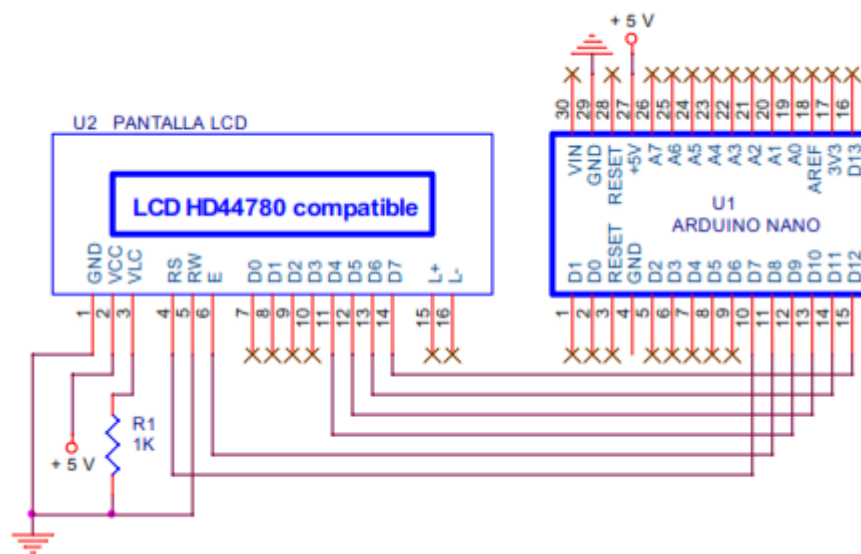 + 5 V
30 29 28 27 26 25 24 23 22 21 20 19 18 17 16
U2 PANTALLA LCD
VIN GND RESET +5V A7 A6 A5 A4 A3 A2 A1 A0 AREF 3V3 D13
LCD HD44780 compatible
U1
ARDUINO NANO
GND VCC VLC RS RW E D0 D1 D2 D3 D4 D5 D6 D7 L+ L-
D1 D0 RESET GND D2 D3 D4 D5 D6 D7 D8 D9 D10 D11 D12
1 2 3 4 5 6 7 8 9 10 11 12 13 14 15 16
1 2 3 4 5 6 7 8 9 10 11 12 13 14 15
R1
1K
+ 5 V